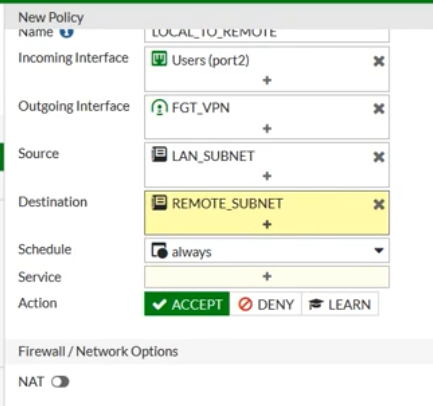 New Policy
Name LOCAL_TO_REMOTE
Incoming Interface Users (port2)
+
Outgoing Interface FGT_VPN
+
Source LAN_SUBNET
+
Destination REMOTE_SUBNET
+
Schedule always
Service +
Action ACCEPT DENY LEARN
Firewall / Network Options
NAT